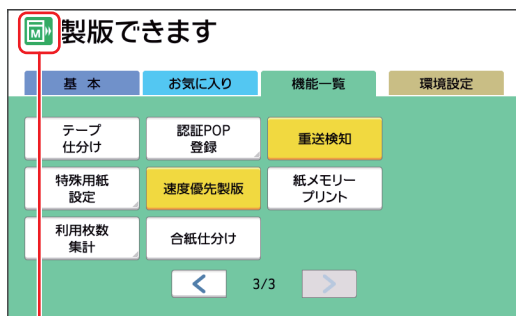 M 製版できます
基本 お気に入り 機能一覧 環境設定
テープ
仕分け
認証POP
登録
重送検知
特殊用紙
設定
速度優先製版
紙メモリー
プリント
利用枚数
集計
合紙仕分け
3/3